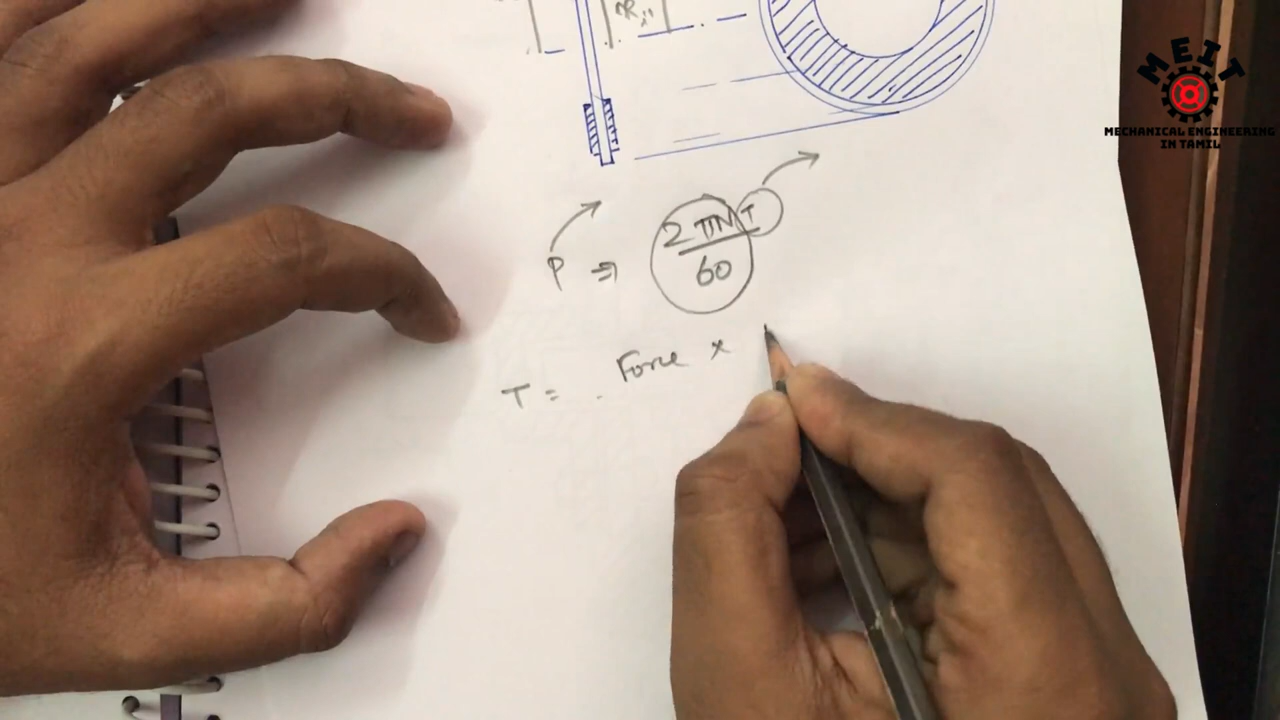 MEIT
MECHANICAL ENGINEERING
IN TAMIL
P ⇒ 2πNT
60
T = Force ×